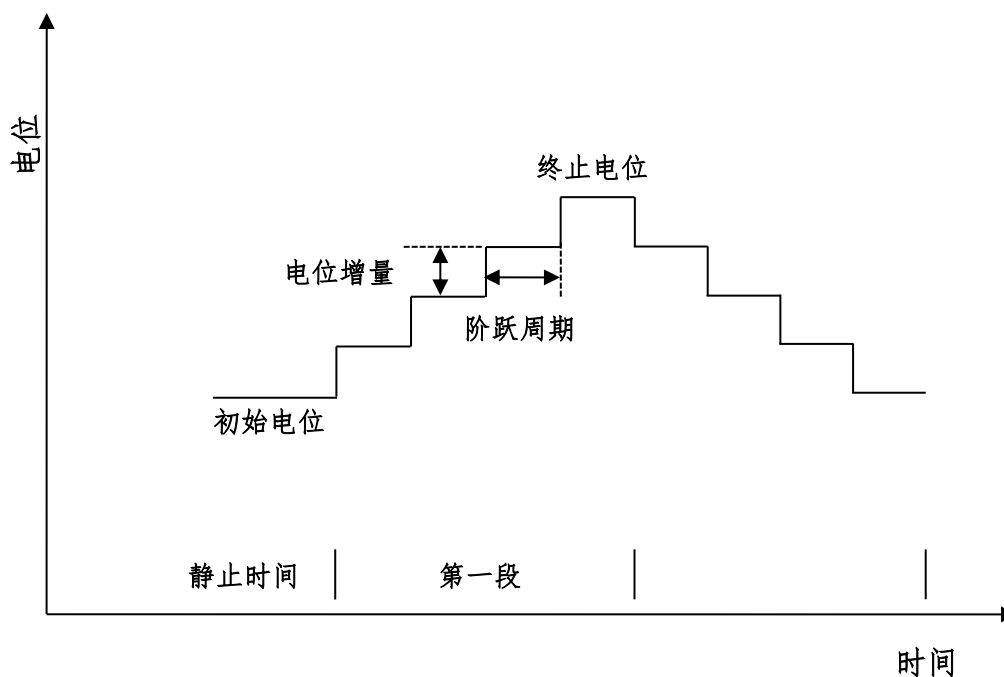 电位
终止电位
电位增量
阶跃周期
初始电位
静止时间
第一段
时间